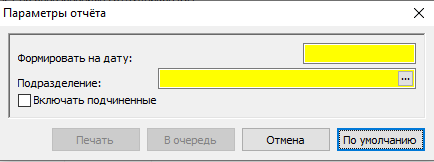 Параметры отчёта
Формировать на дату:
Подразделение:
...
Включать подчиненные
Печать В очередь Отмена По умолчанию